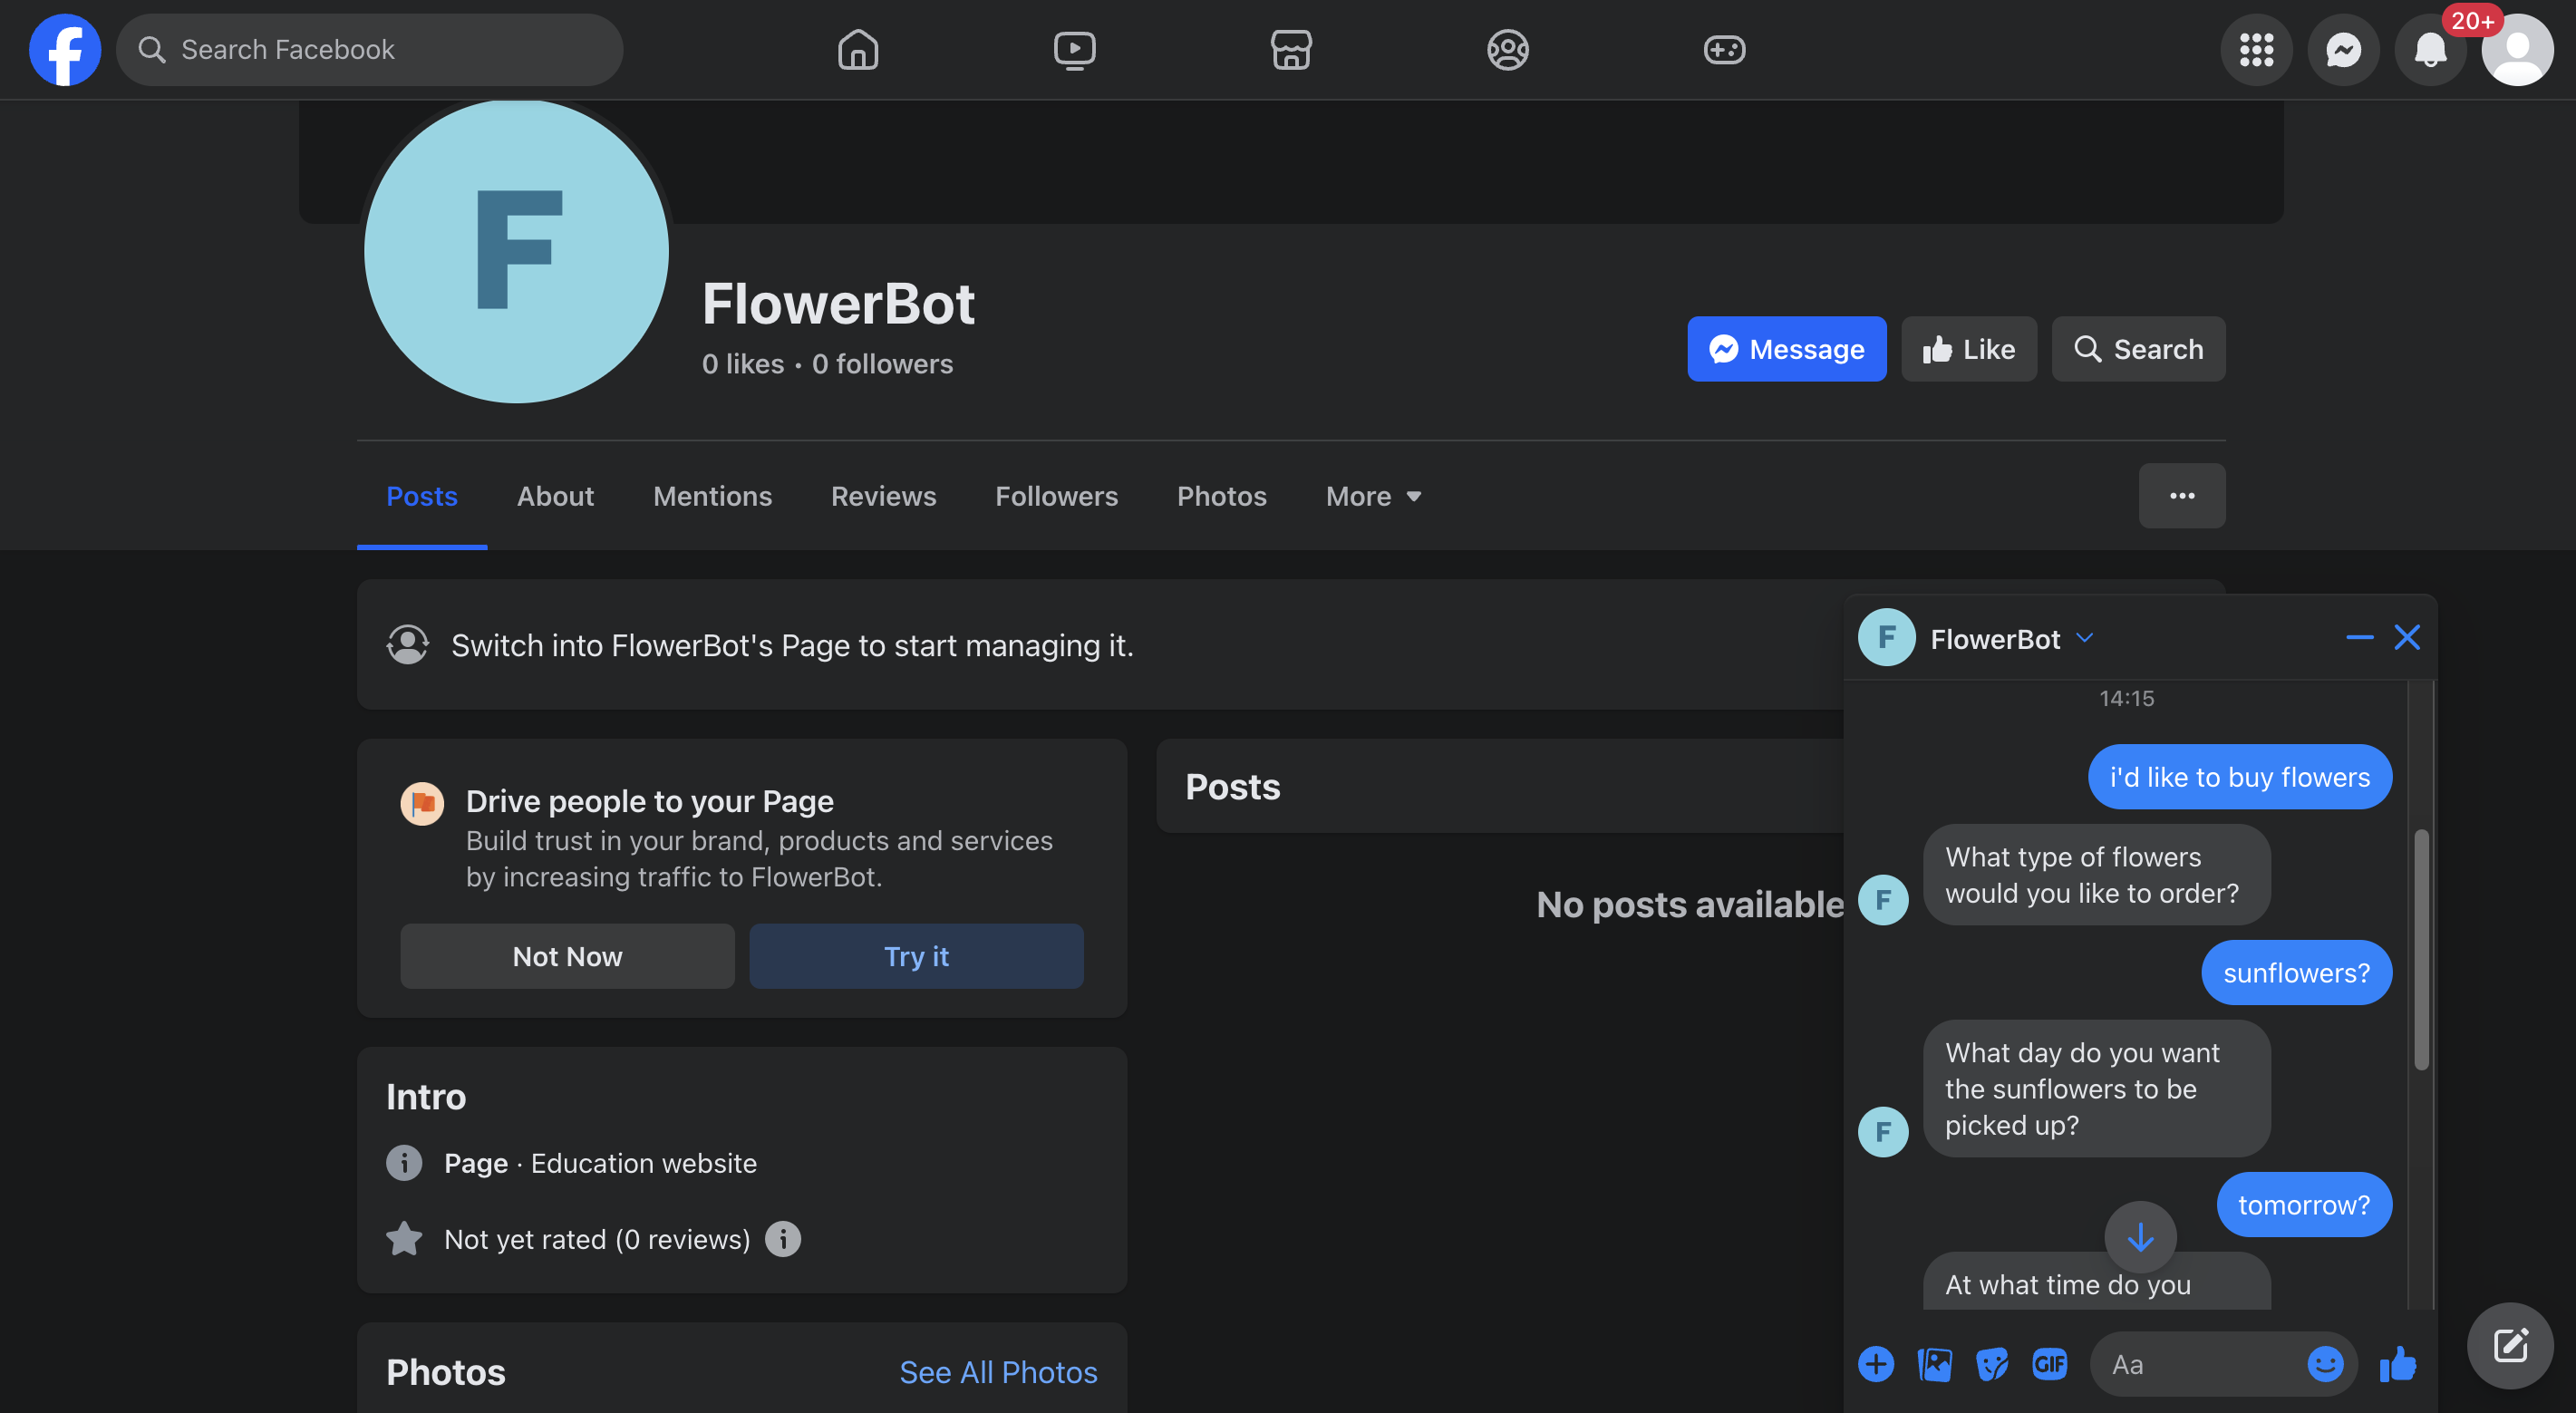 Search Facebook
20+
F
FlowerBot
0 likes • 0 followers
Message
Like
Search
Posts
About
Mentions
Reviews
Followers
Photos
More
Switch into FlowerBot's Page to start managing it.
Drive people to your Page
Build trust in your brand, products and services
by increasing traffic to FlowerBot.
Not Now
Try it
Intro
Page · Education website
Not yet rated (0 reviews)
Photos
See All Photos
Posts
No posts available
F
FlowerBot
14:15
i'd like to buy flowers
What type of flowers
would you like to order?
F
sunflowers?
What day do you want
the sunflowers to be
picked up?
F
tomorrow?
At what time do you
GIF
Aa